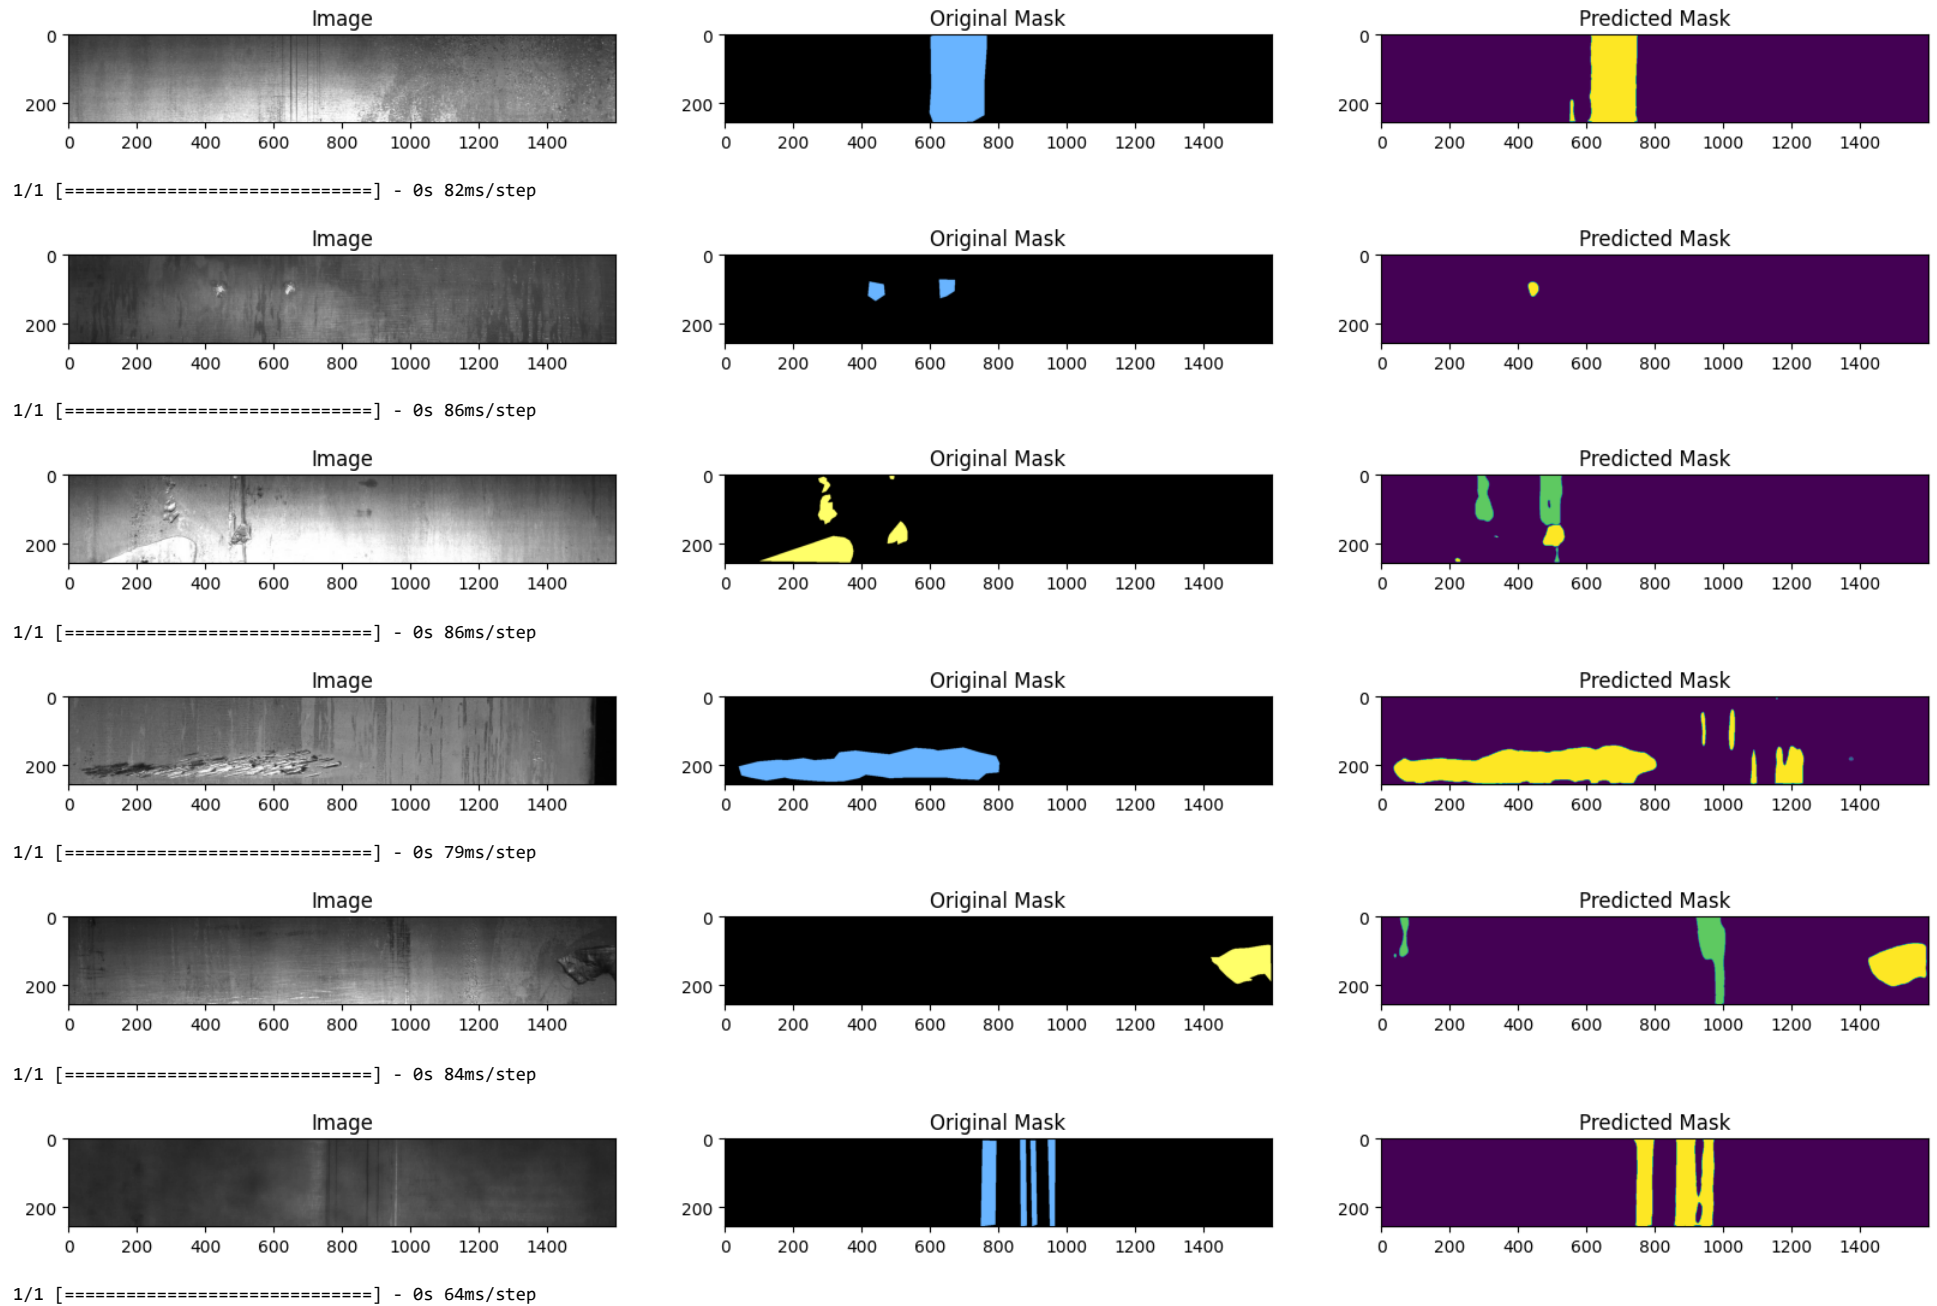 Image Original Mask Predicted Mask
0 0 0
200 200 200
0 200 400 600 800 1000 1200 1400 0 200 400 600 800 1000 1200 1400 0 200 400 600 800 1000 1200 1400
1/1 [==============================] - 0s 82ms/step
Image Original Mask Predicted Mask
0 0 0
200 200 200
0 200 400 600 800 1000 1200 1400 0 200 400 600 800 1000 1200 1400 0 200 400 600 800 1000 1200 1400
1/1 [==============================] - 0s 86ms/step
Image Original Mask Predicted Mask
0 0 0
200 200 200
0 200 400 600 800 1000 1200 1400 0 200 400 600 800 1000 1200 1400 0 200 400 600 800 1000 1200 1400
1/1 [==============================] - 0s 86ms/step
Image Original Mask Predicted Mask
0 0 0
200 200 200
0 200 400 600 800 1000 1200 1400 0 200 400 600 800 1000 1200 1400 0 200 400 600 800 1000 1200 1400
1/1 [==============================] - 0s 79ms/step
Image Original Mask Predicted Mask
0 0 0
200 200 200
0 200 400 600 800 1000 1200 1400 0 200 400 600 800 1000 1200 1400 0 200 400 600 800 1000 1200 1400
1/1 [==============================] - 0s 84ms/step
Image Original Mask Predicted Mask
0 0 0
200 200 200
0 200 400 600 800 1000 1200 1400 0 200 400 600 800 1000 1200 1400 0 200 400 600 800 1000 1200 1400
1/1 [==============================] - 0s 64ms/step